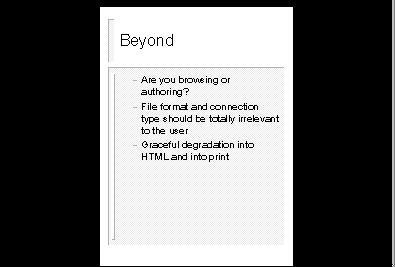 Beyond
– Are you browsing or
authoring?
– File format and connection
type should be totally irrelevant
to the user
– Graceful degradation into
HTML and into print